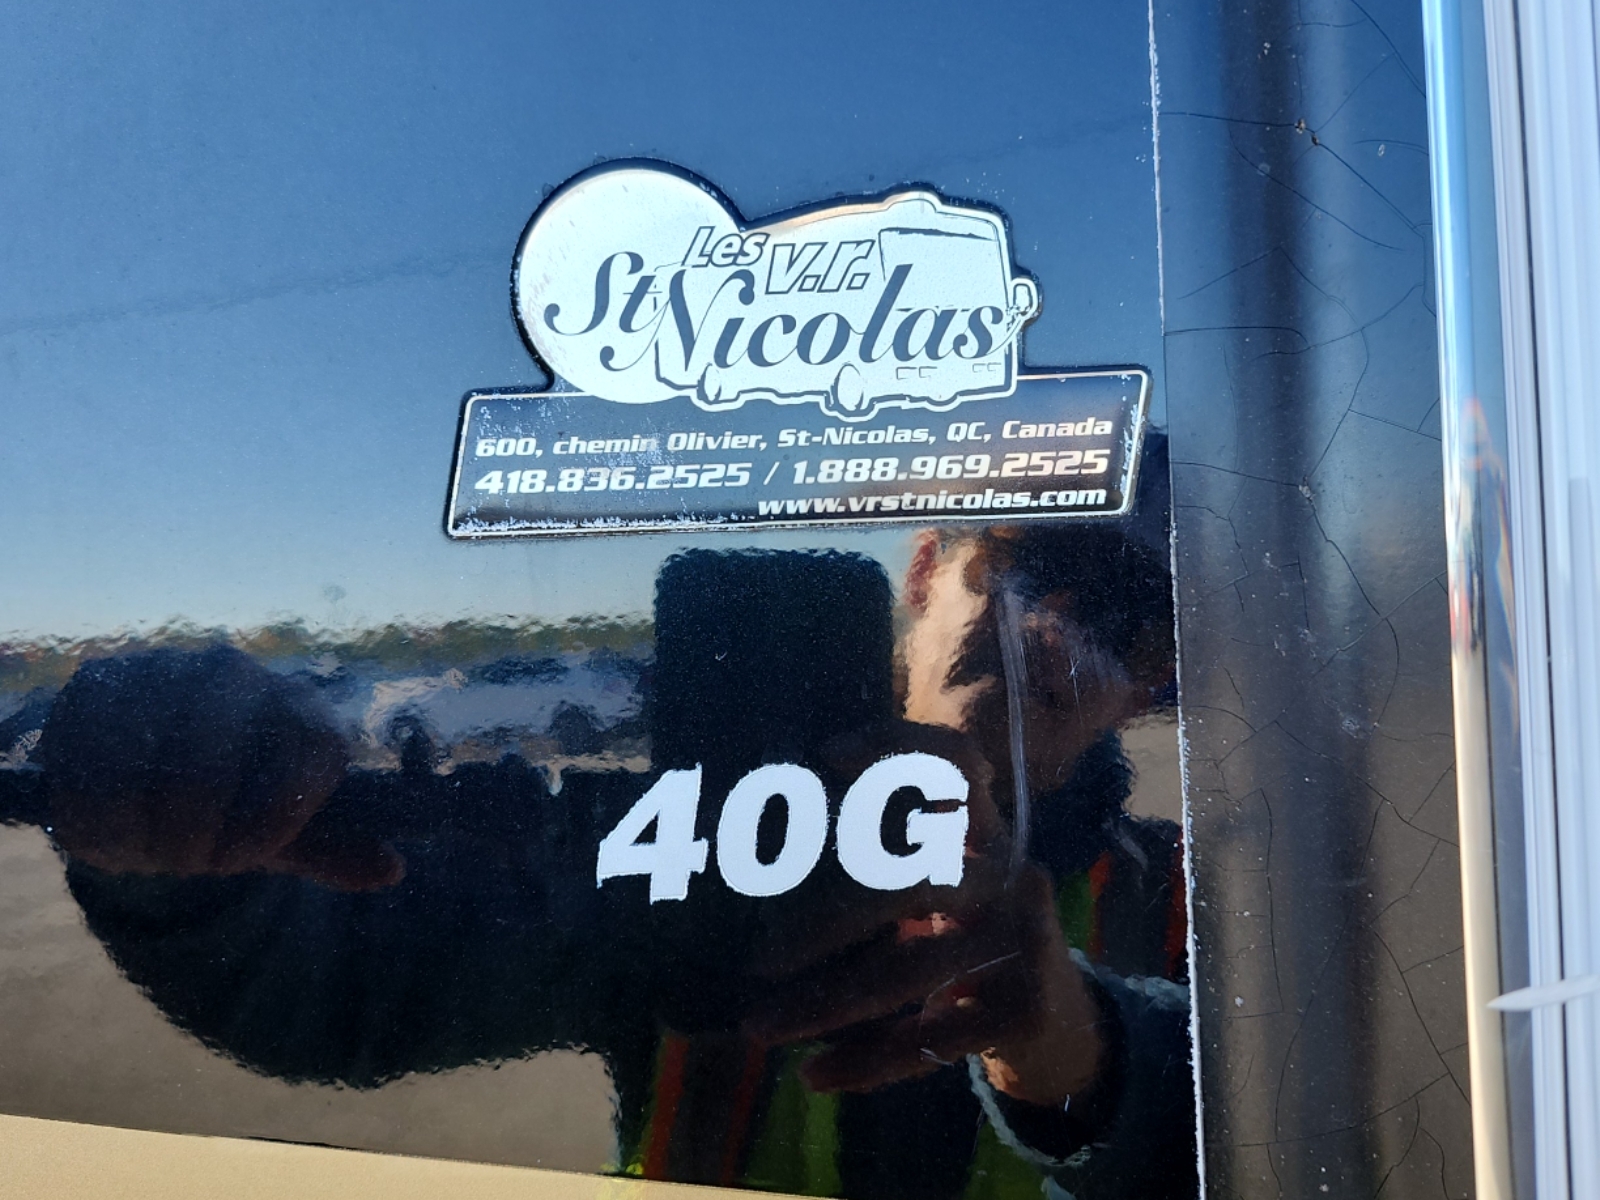 Les v.r.
St-Nicolas
600, chemin Olivier, St-Nicolas, QC, Canada
418.836.2525 / 1.888.969.2525
www.vrstnicolas.com
40G